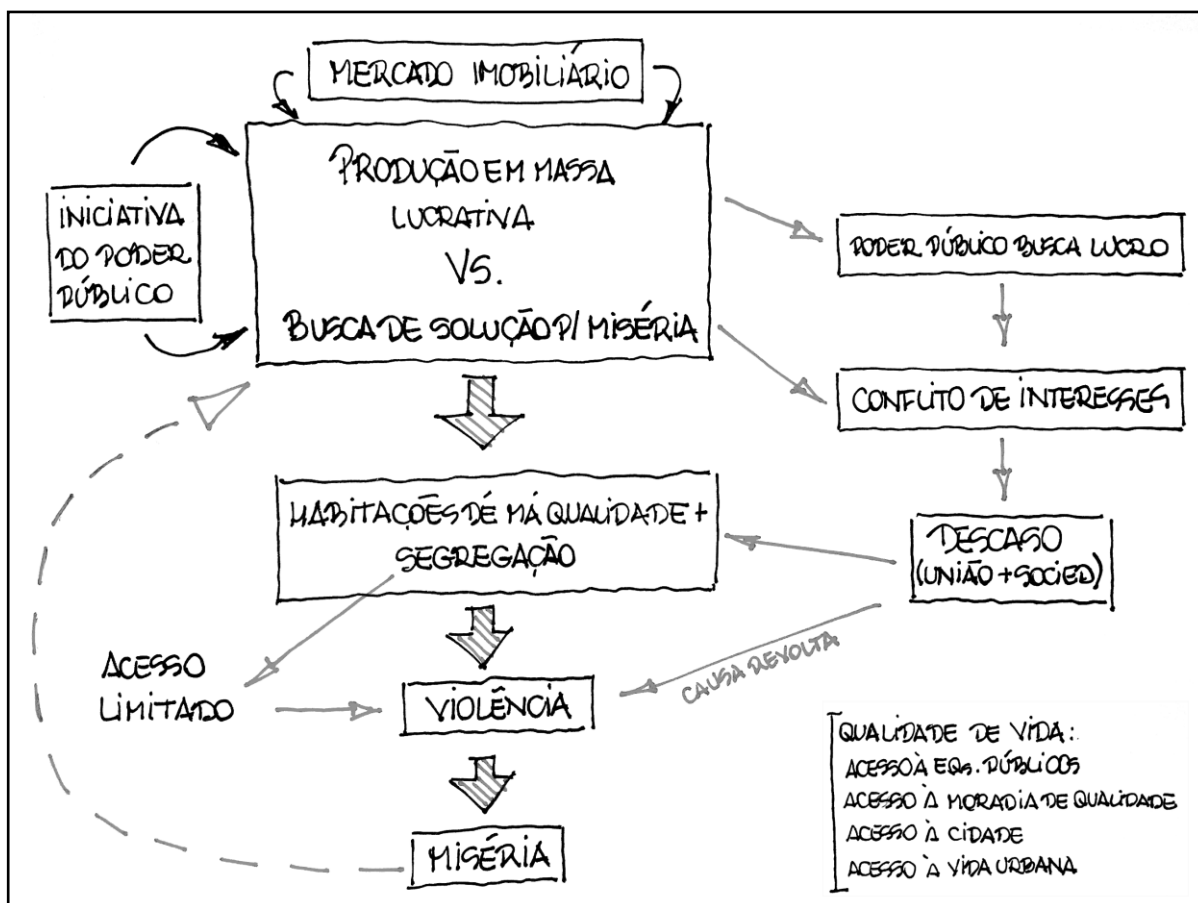 MERCADO IMOBILIÁRIO
PRODUÇÃO EM MASSA
LUCRATIVA
VS.
BUSCA DE SOLUÇÃO P/ MISÉRIA
INICIATIVA
DO PODER
PÚBLICO
PODER PÚBLICO BUSCA LUCRO
CONFLITO DE INTERESSES
DESCASO
(UNIÃO + SOCIED)
HABITAÇÕES DE MÁ QUALIDADE +
SEGREGAÇÃO
ACESSO
LIMITADO
CAUSA REVOLTA
VIOLÊNCIA
MISÉRIA
QUALIDADE DE VIDA:
ACESSO À EQS. PÚBLICOS
ACESSO À MORADIA DE QUALIDADE
ACESSO À CIDADE
ACESSO À VIDA URBANA